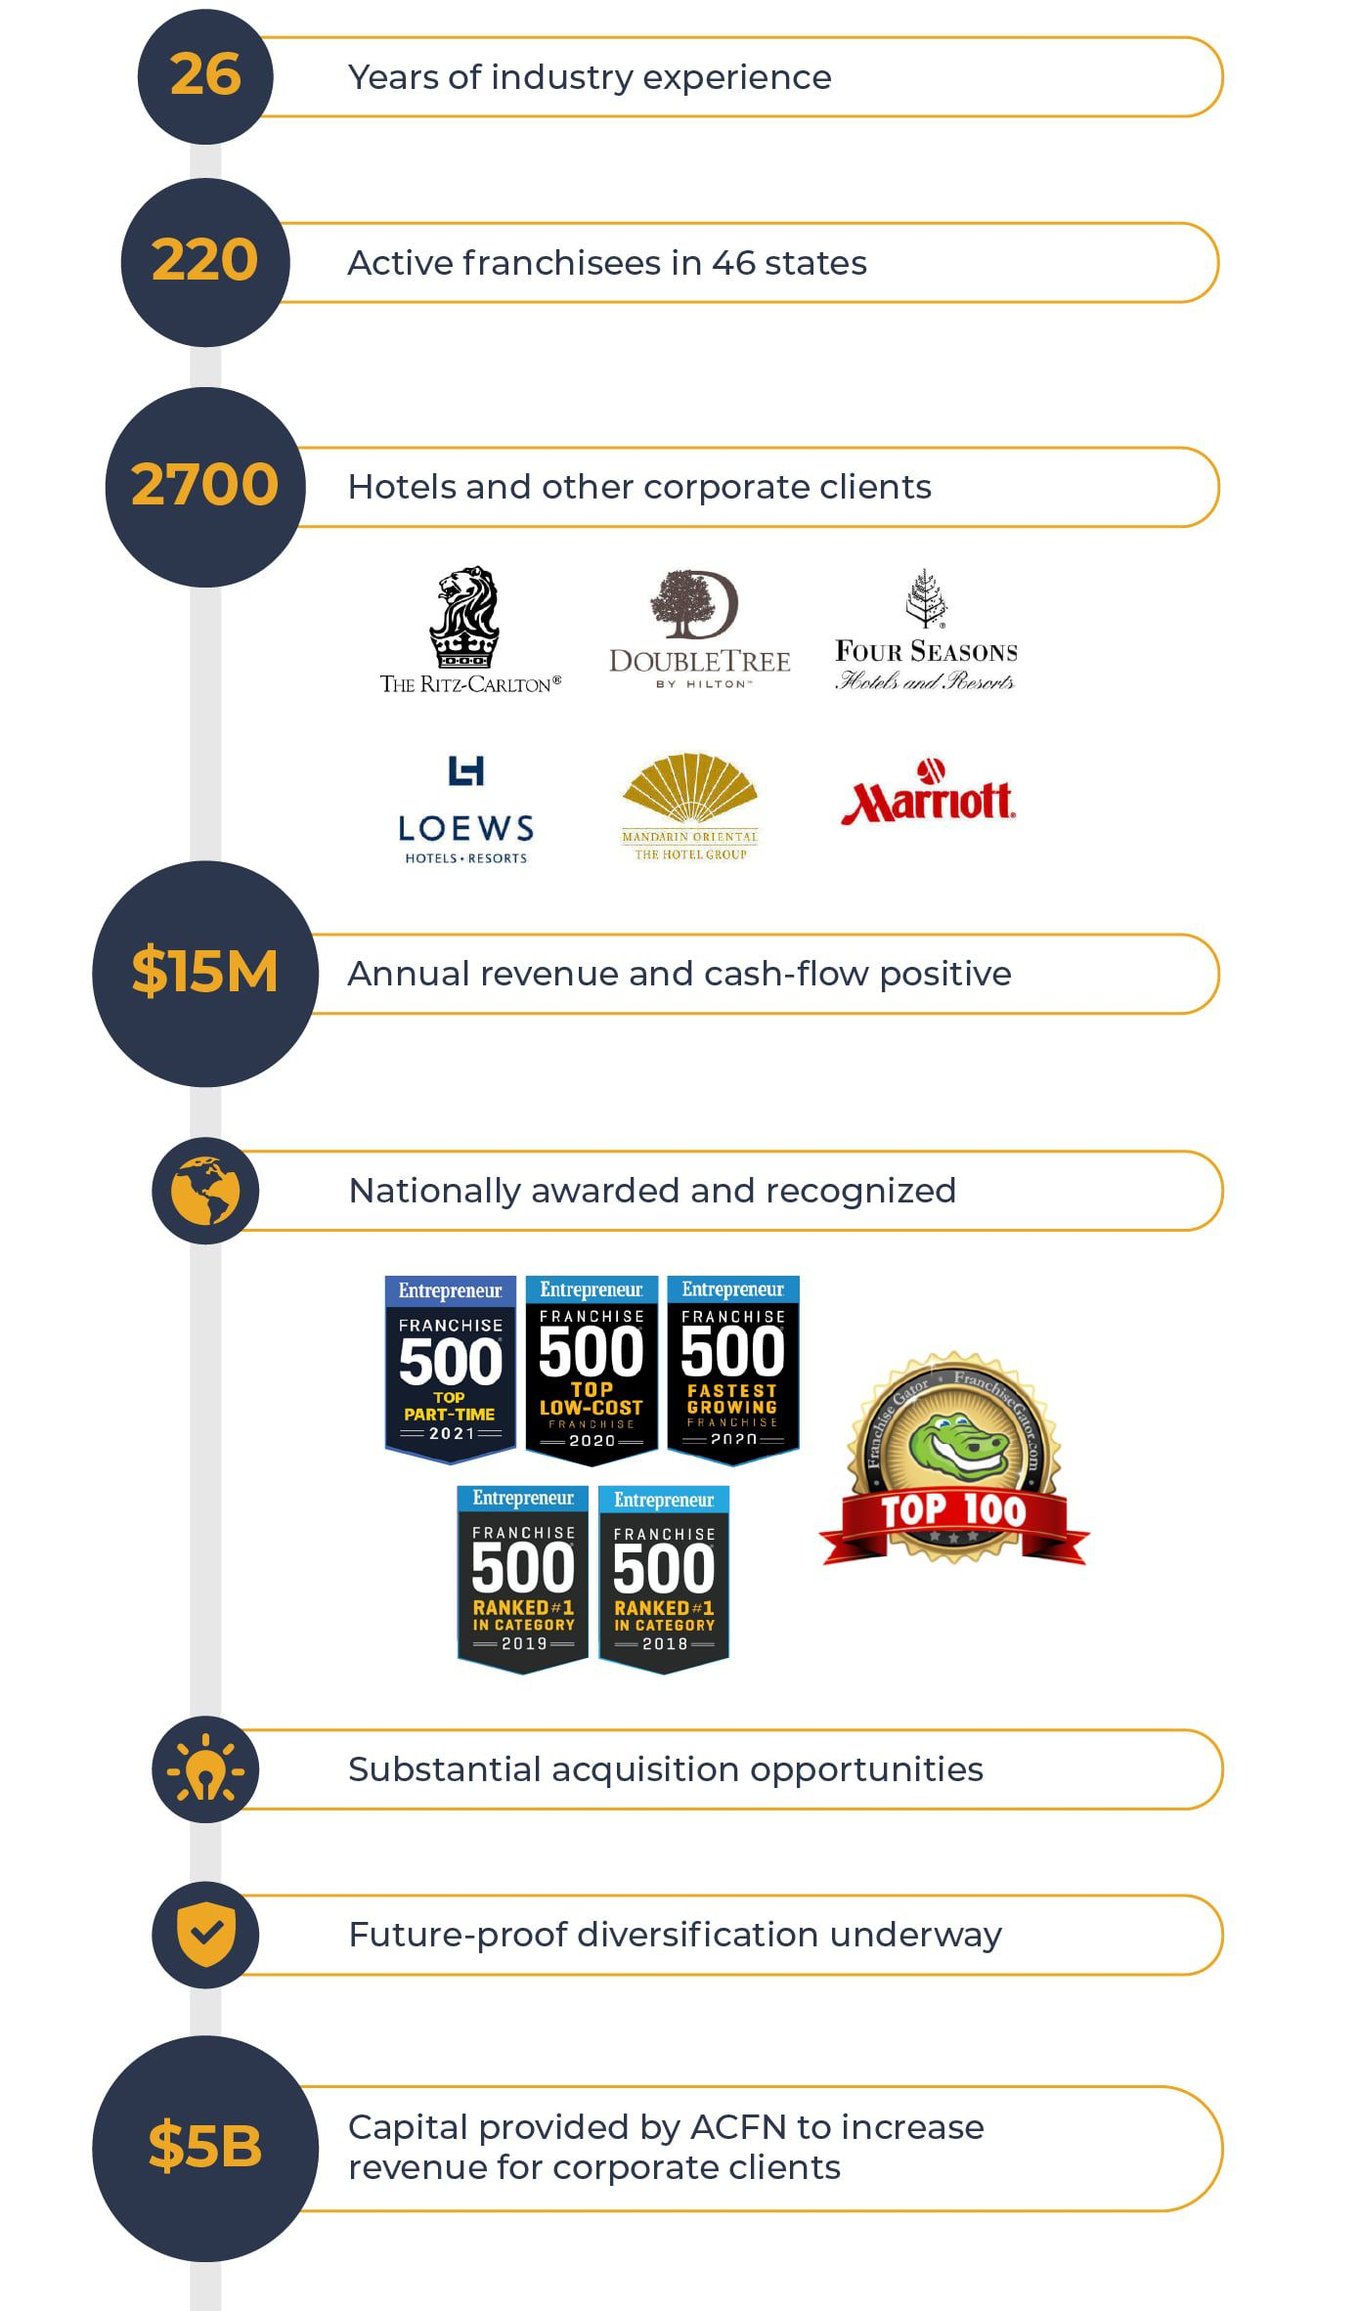 26
Years of industry experience
220
Active franchisees in 46 states
2700
Hotels and other corporate clients
THE RITZ-CARLTON®
DOUBLETREE
BY HILTON™
FOUR SEASONS
Hotels and Resorts
LOEWS
HOTELS • RESORTS
MANDARIN ORIENTAL
THE HOTEL GROUP
Marriott
$15M
Annual revenue and cash-flow positive
Nationally awarded and recognized
Entrepreneur
FRANCHISE
500
TOP
PART-TIME
2021
Entrepreneur
FRANCHISE
500
TOP
LOW-COST
FRANCHISE
2020
Entrepreneur
FRANCHISE
500
FASTEST
GROWING
FRANCHISE
2020
Franchise Gator • FranchiseGator.com
TOP 100
Entrepreneur
FRANCHISE
500
RANKED #1
IN CATEGORY
2019
Entrepreneur
FRANCHISE
500
RANKED #1
IN CATEGORY
2018
Substantial acquisition opportunities
Future-proof diversification underway
$5B
Capital provided by ACFN to increase
revenue for corporate clients